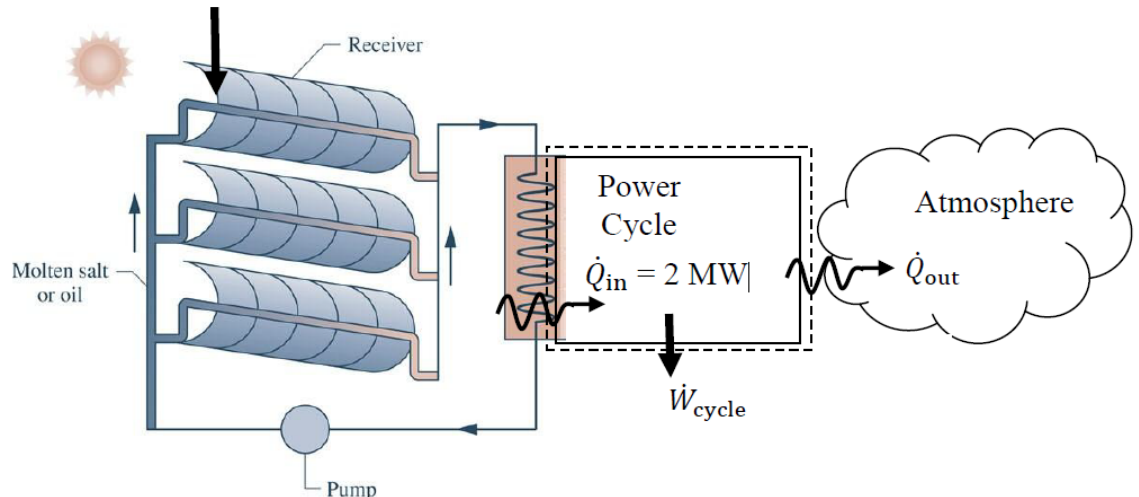 Receiver
Power
Cycle
Q̇in = 2 MW|
Atmosphere
Q̇out
Molten salt
or oil
Ẇcycle
Pump